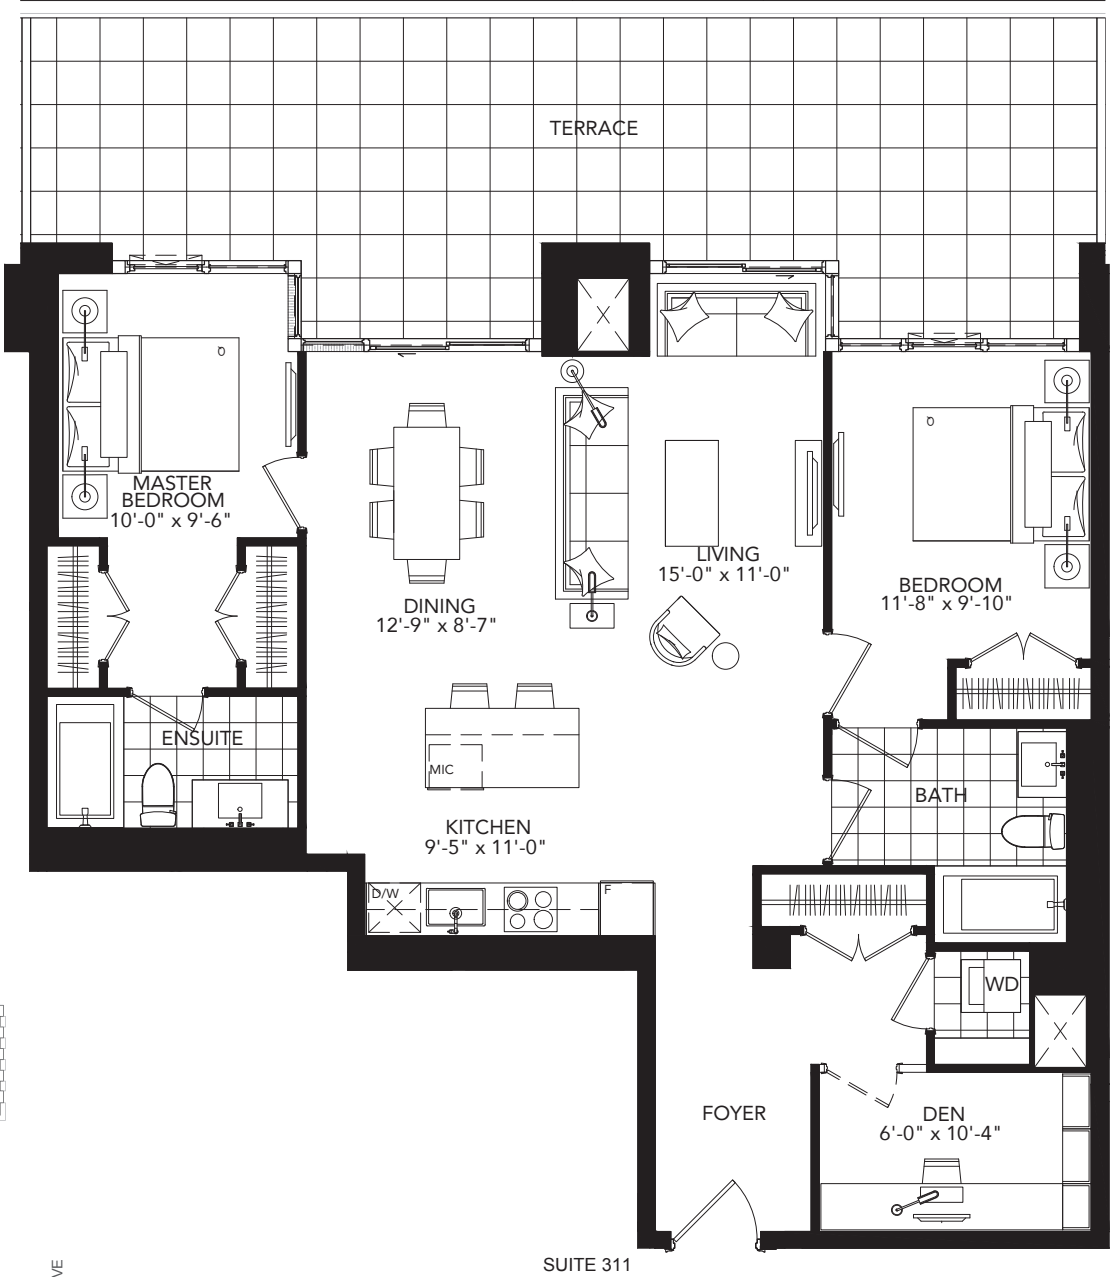 TERRACE
MASTER
BEDROOM
10'-0" x 9'-6"
LIVING
15'-0" x 11'-0"
BEDROOM
11'-8" x 9'-10"
DINING
12'-9" x 8'-7"
ENSUITE
MIC
BATH
KITCHEN
9'-5" x 11'-0"
D/W
F
WD
FOYER
DEN
6'-0" x 10'-4"
SUITE 311
VE